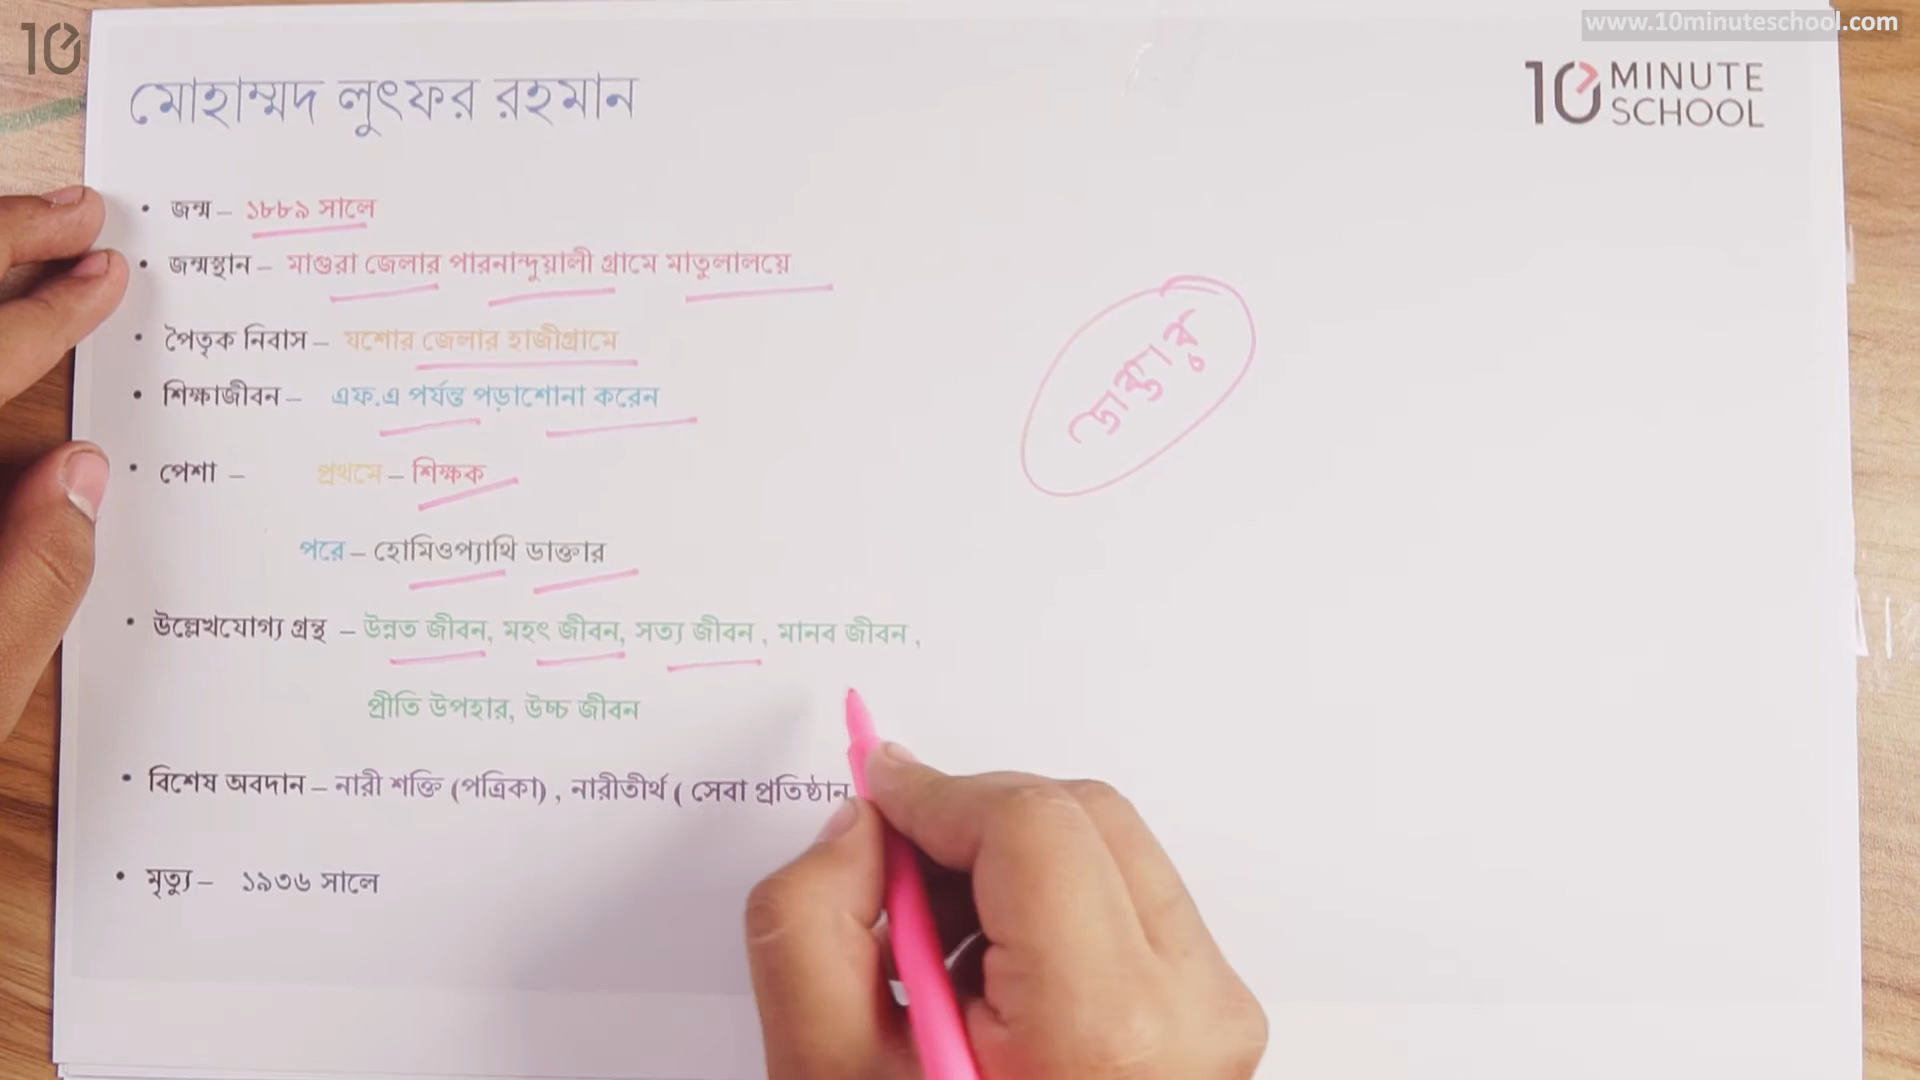 10
www.10minuteschool.com
10 MINUTE SCHOOL
মোহাম্মদ লুৎফর রহমান
• জন্ম – ১৮৮৯ সালে
• জন্মস্থান – মাগুরা জেলার পারনান্দুয়ালী গ্রামে মাতুলালয়ে
• পৈতৃক নিবাস – যশোর জেলার হাজীগ্রামে
• শিক্ষাজীবন – এফ.এ পর্যন্ত পড়াশোনা করেন
• পেশা – প্রথমে – শিক্ষক
পরে – হোমিওপ্যাথি ডাক্তার
• উল্লেখযোগ্য গ্রন্থ – উন্নত জীবন, মহৎ জীবন, সত্য জীবন , মানব জীবন ,
প্রীতি উপহার, উচ্চ জীবন
• বিশেষ অবদান – নারী শক্তি (পত্রিকা) , নারীতীর্থ ( সেবা প্রতিষ্ঠান
• মৃত্যু – ১৯৩৬ সালে
ডাক্তার